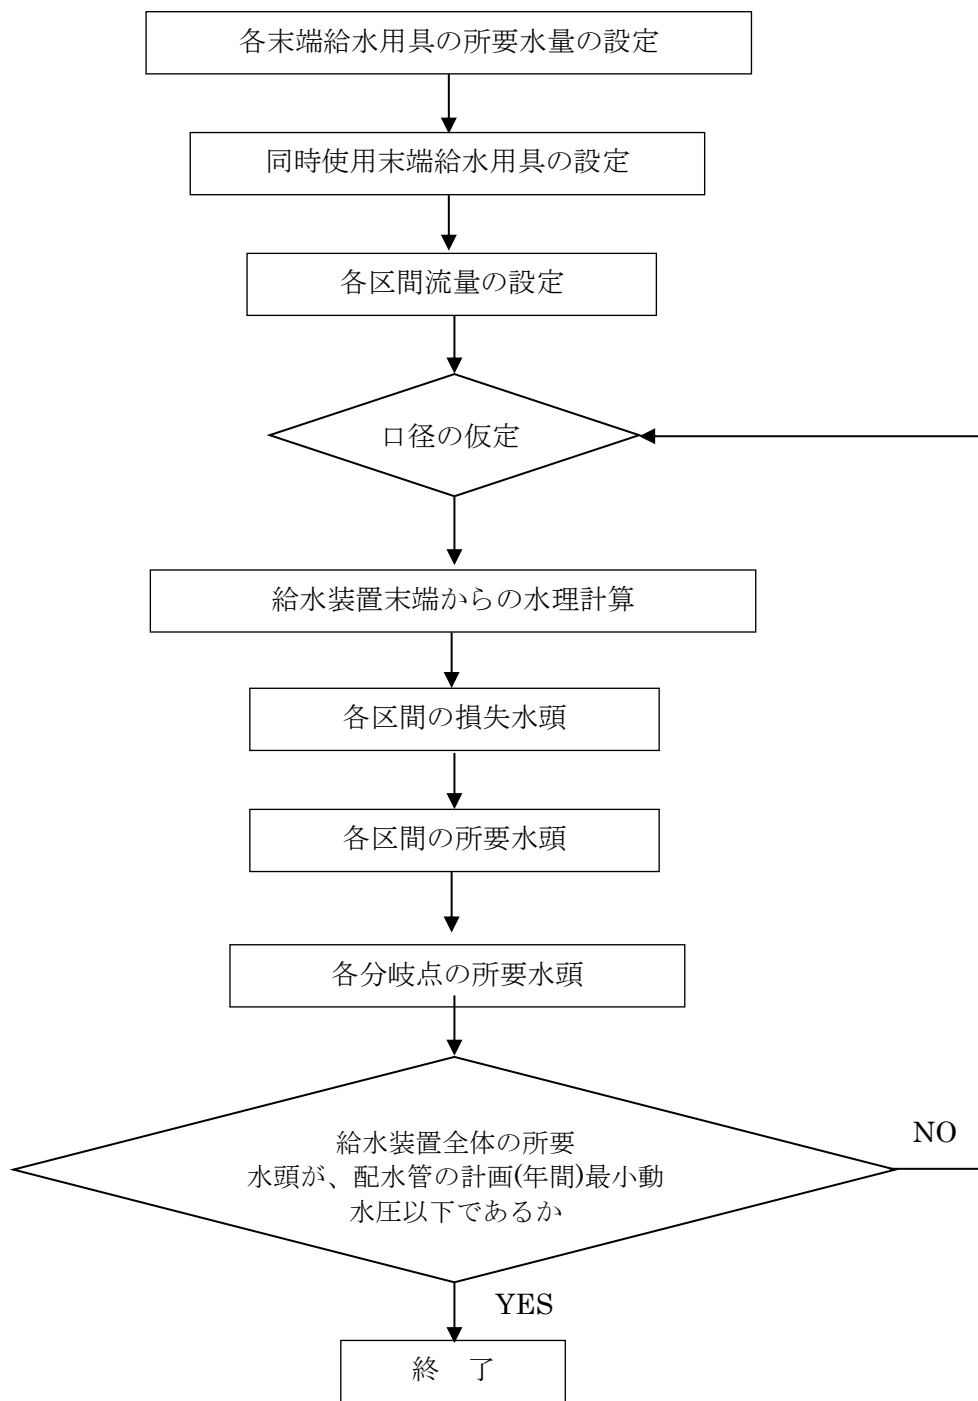 各末端給水用具の所要水量の設定
同時使用末端給水用具の設定
各区間流量の設定
口径の仮定
給水装置末端からの水理計算
各区間の損失水頭
各区間の所要水頭
各分岐点の所要水頭
給水装置全体の所要
水頭が、配水管の計画(年間)最小動
水圧以下であるか
NO
YES
終　了